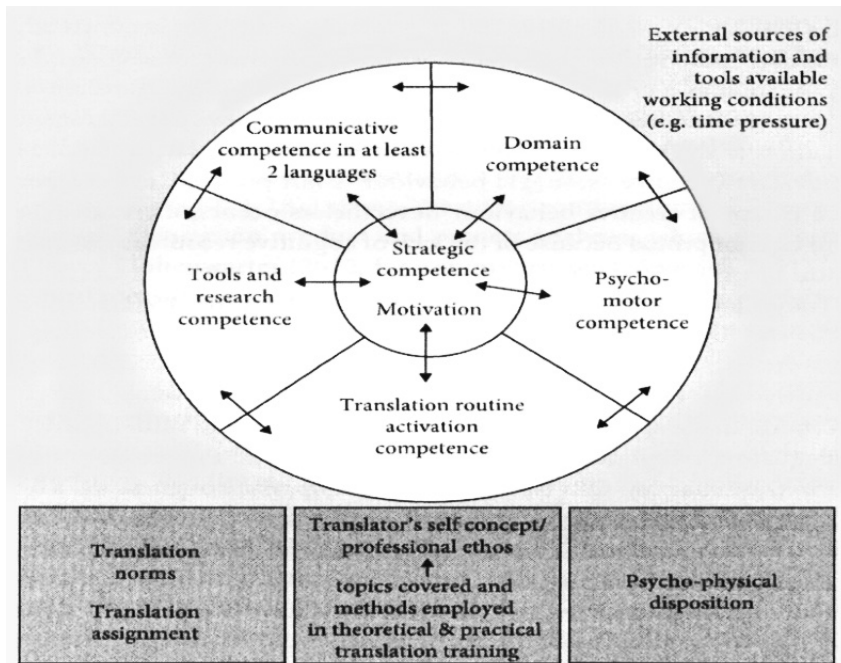 External sources of
information and
tools available
working conditions
(e.g. time pressure)
Communicative
competence in at least
2 languages
Domain
competence
Strategic
competence
Motivation
Tools and
research
competence
Psycho-
motor
competence
Translation routine
activation
competence
Translation
norms
Translation
assignment
Translator's self concept/
professional ethos
topics covered and
methods employed
in theoretical & practical
translation training
Psycho-physical
disposition